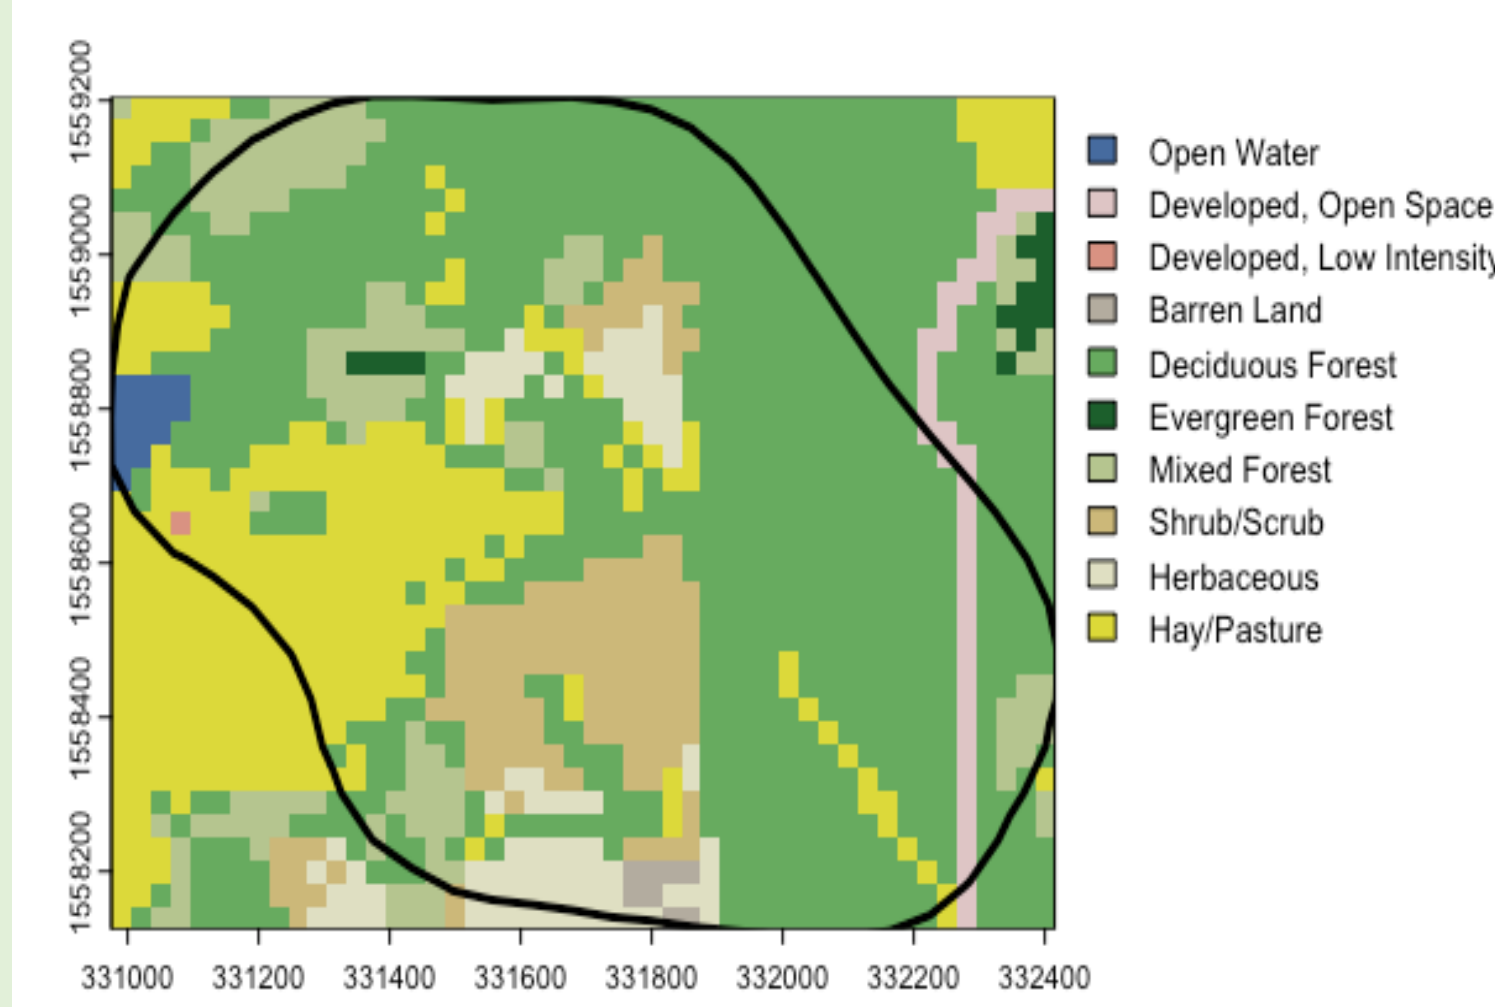 1559200
1559000
1558800
1558600
1558400
1558200
331000 331200 331400 331600 331800 332000 332200 332400
Open Water
Developed, Open Space
Developed, Low Intensity
Barren Land
Deciduous Forest
Evergreen Forest
Mixed Forest
Shrub/Scrub
Herbaceous
Hay/Pasture